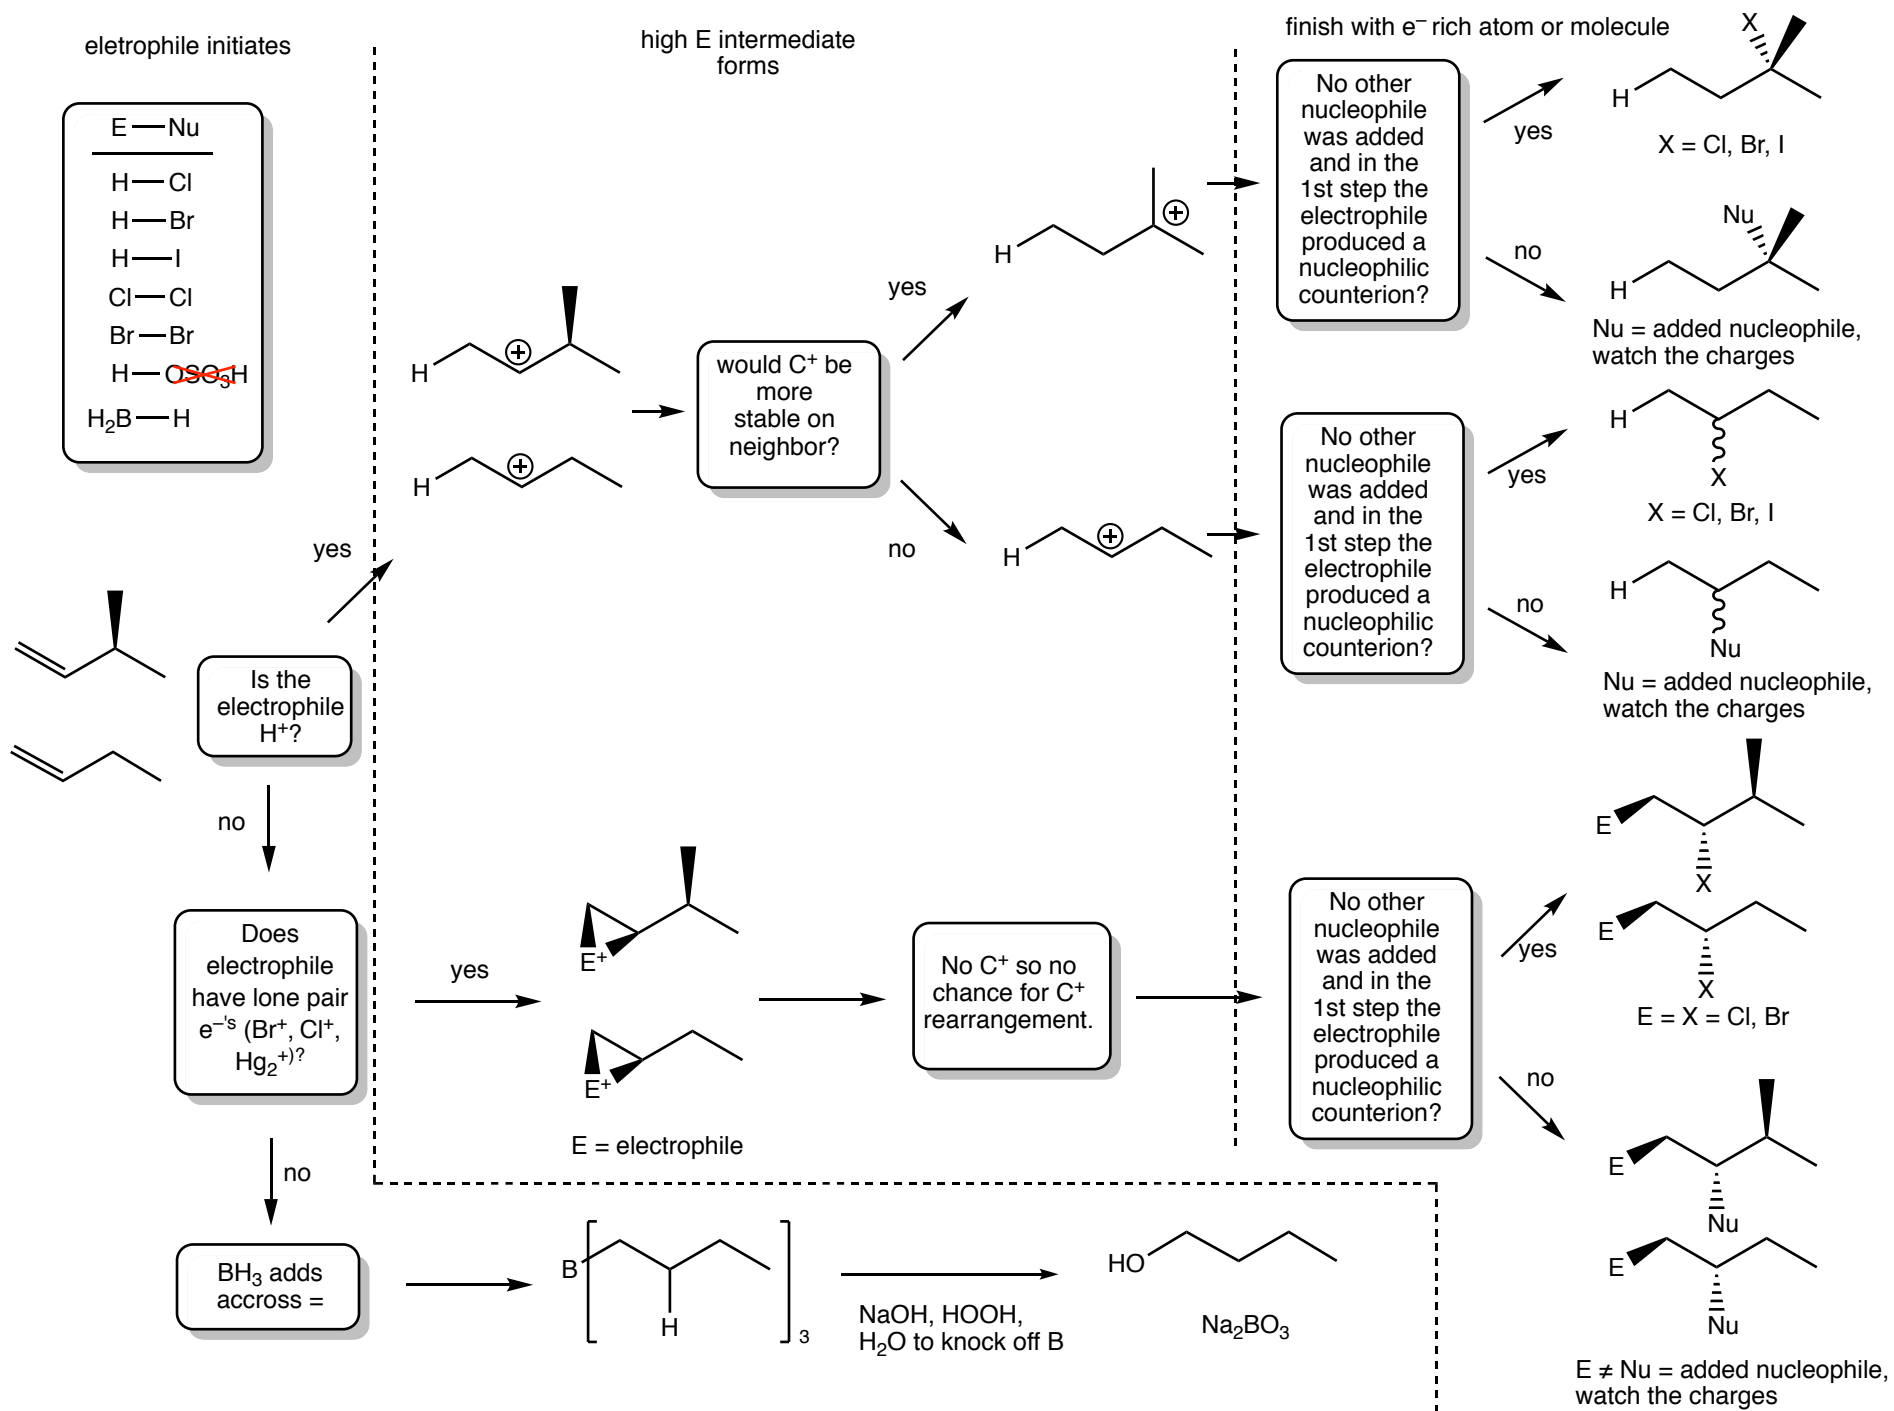 eletrophile initiates
high E intermediate
forms
finish with e– rich atom or molecule
E—Nu
H—Cl
H—Br
H—I
Cl—Cl
Br—Br
H—OSO3H
H2B—H
Is the
electrophile
H+?
yes
no
Does
electrophile
have lone pair
e–'s (Br+, Cl+,
Hg2+)?
yes
no
BH3 adds
accross =
H
+
H
+
would C+ be
more
stable on
neighbor?
yes
no
H
+
H
+
E+
E+
E = electrophile
No C+ so no
chance for C+
rearrangement.
B
H
3
NaOH, HOOH,
H2O to knock off B
HO
Na2BO3
No other
nucleophile
was added
and in the
1st step the
electrophile
produced a
nucleophilic
counterion?
yes
no
X
H
X = Cl, Br, I
Nu
H
Nu = added nucleophile,
watch the charges
No other
nucleophile
was added
and in the
1st step the
electrophile
produced a
nucleophilic
counterion?
yes
no
H
X
X = Cl, Br, I
H
Nu
Nu = added nucleophile,
watch the charges
No other
nucleophile
was added
and in the
1st step the
electrophile
produced a
nucleophilic
counterion?
yes
no
E
X
E
X
E = X = Cl, Br
E
Nu
E
Nu
E ≠ Nu = added nucleophile,
watch the charges